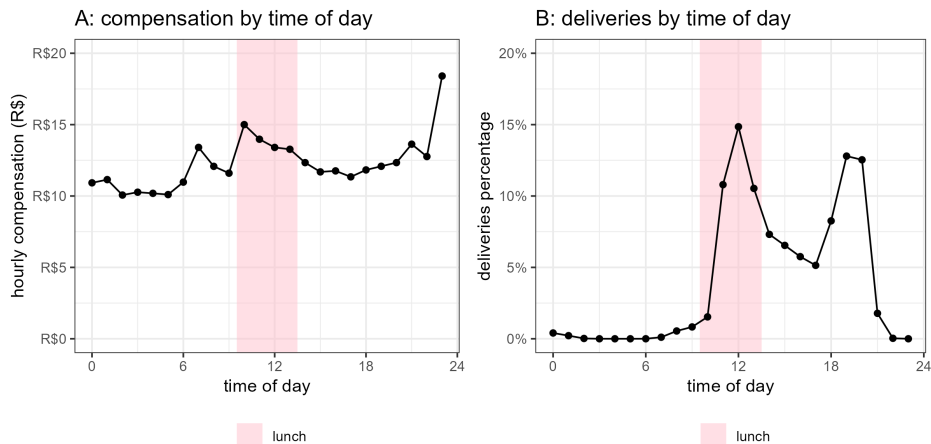 A: compensation by time of day
hourly compensation (R$)
R$20
R$15
R$10
R$5
R$0
0 6 12 18 24
time of day
lunch
B: deliveries by time of day
deliveries percentage
20%
15%
10%
5%
0%
0 6 12 18 24
time of day
lunch